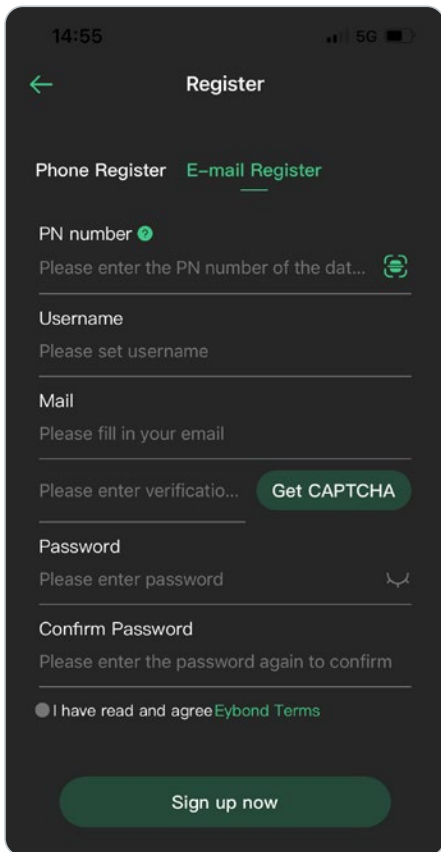 14:55 5G
Register
Phone Register E-mail Register
PN number ?
Please enter the PN number of the dat...
Username
Please set username
Mail
Please fill in your email
Please enter verificatio... Get CAPTCHA
Password
Please enter password
Confirm Password
Please enter the password again to confirm
I have read and agree Eybond Terms
Sign up now